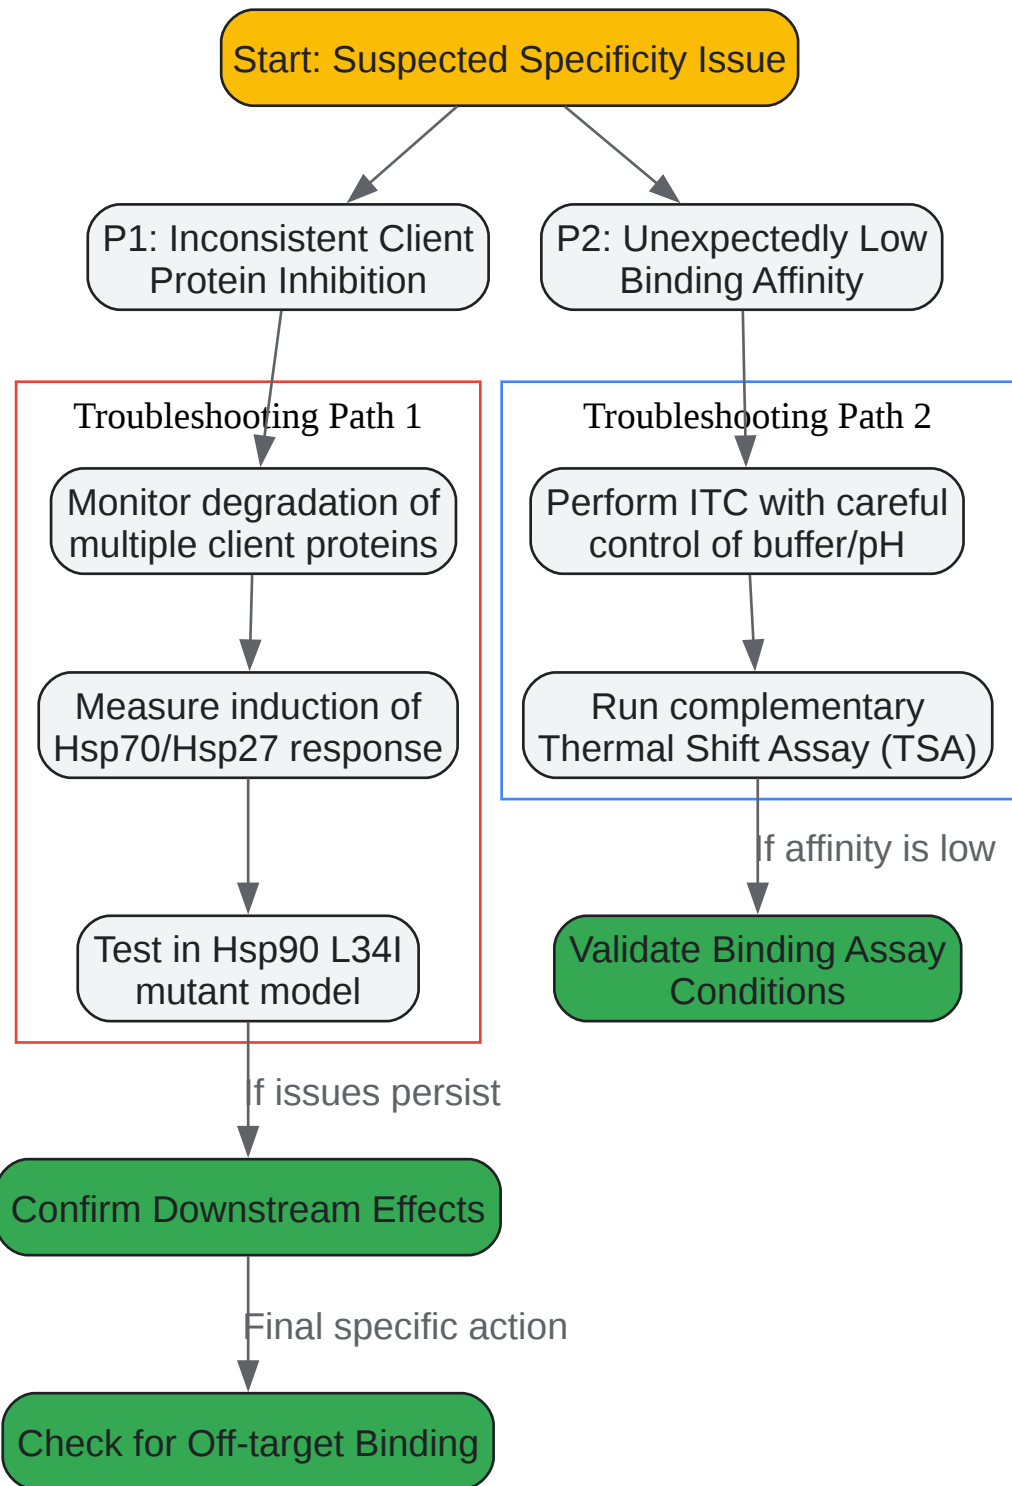 Start: Suspected Specificity Issue
P1: Inconsistent Client
Protein Inhibition
P2: Unexpectedly Low
Binding Affinity
Troubleshooting Path 1
Monitor degradation of
multiple client proteins
Measure induction of
Hsp70/Hsp27 response
Test in Hsp90 L34I
mutant model
If issues persist
Confirm Downstream Effects
Final specific action
Check for Off-target Binding
Troubleshooting Path 2
Perform ITC with careful
control of buffer/pH
Run complementary
Thermal Shift Assay (TSA)
If affinity is low
Validate Binding Assay
Conditions